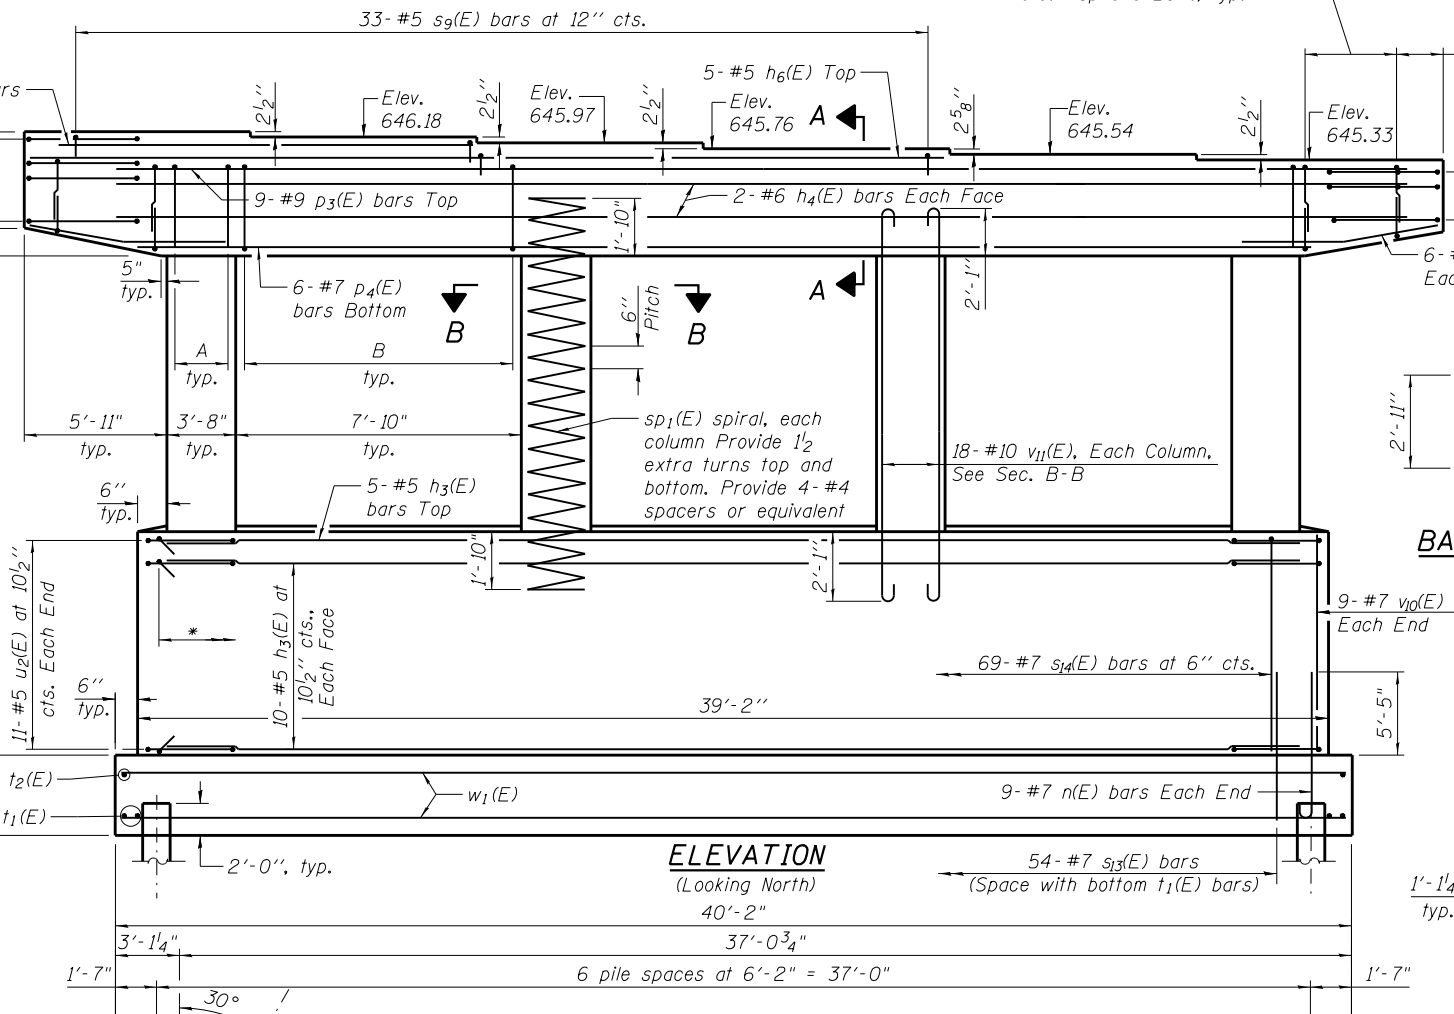 33-#5 s9(E) bars at 12" cts.
5-#5 h6(E) Top
2½"
Elev.
646.18
2½"
Elev.
645.97
2½"
Elev.
645.76
A
2⅝"
Elev.
645.54
2½"
Elev.
645.33
9-#9 p3(E) bars Top
2-#6 h4(E) bars Each Face
1'-10"
5"
typ.
6-#7 p4(E)
bars Bottom
B
B
6"
Pitch
A
2'-1"
6-#
A
typ.
B
typ.
5'-11"
typ.
3'-8"
typ.
7'-10"
typ.
sp1(E) spiral, each
column Provide 1½
extra turns top and
bottom. Provide 4-#4
spacers or equivalent
18-#10 v11(E), Each Column,
See Sec. B-B
2'-11"
6"
typ.
5-#5 h3(E)
bars Top
1'-10"
2'-1"
11-#5 u2(E) at 10½"
cts. Each End
*
10-#5 h3(E) at
10½" cts.,
Each Face
9-#7 v10(E)
Each End
69-#7 s14(E) bars at 6" cts.
6"
typ.
39'-2"
5'-5"
t2(E)
w1(E)
9-#7 n(E) bars Each End
t1(E)
2'-0", typ.
ELEVATION
(Looking North)
54-#7 s13(E) bars
(Space with bottom t1(E) bars)
40'-2"
1'-1¼
typ.
3'-1¼"
37'-0¾"
1'-7"
6 pile spaces at 6'-2" = 37'-0"
1'-7"
30°